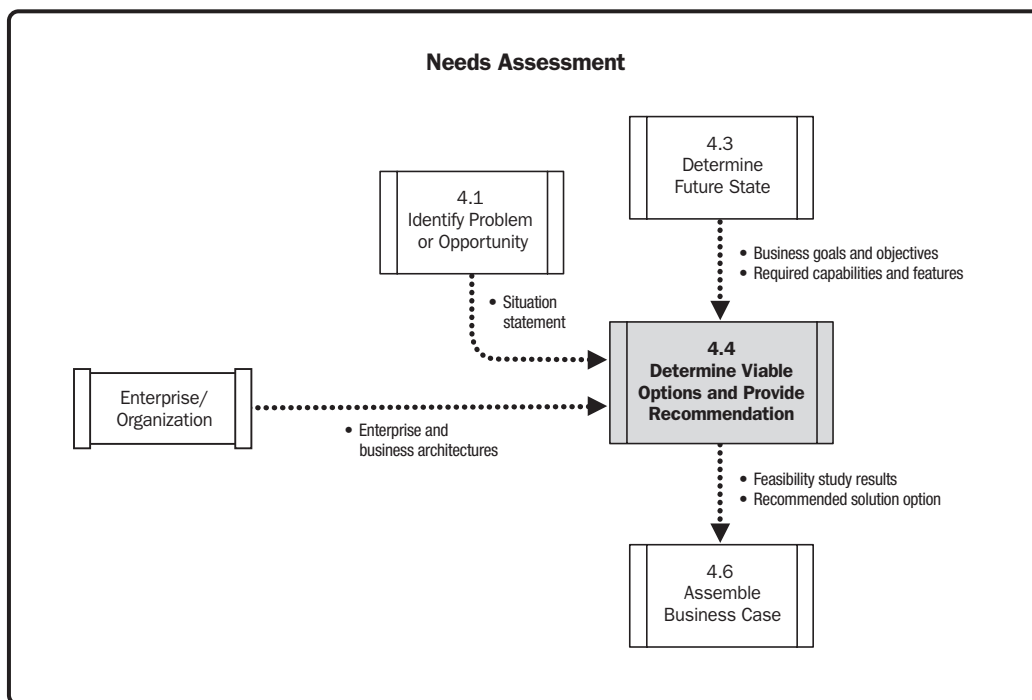 Needs Assessment
4.3
Determine
Future State
4.1
Identify Problem
or Opportunity
• Business goals and objectives
• Required capabilities and features
• Situation
statement
4.4
Determine Viable
Options and Provide
Recommendation
Enterprise/
Organization
• Enterprise and
business architectures
• Feasibility study results
• Recommended solution option
4.6
Assemble
Business Case